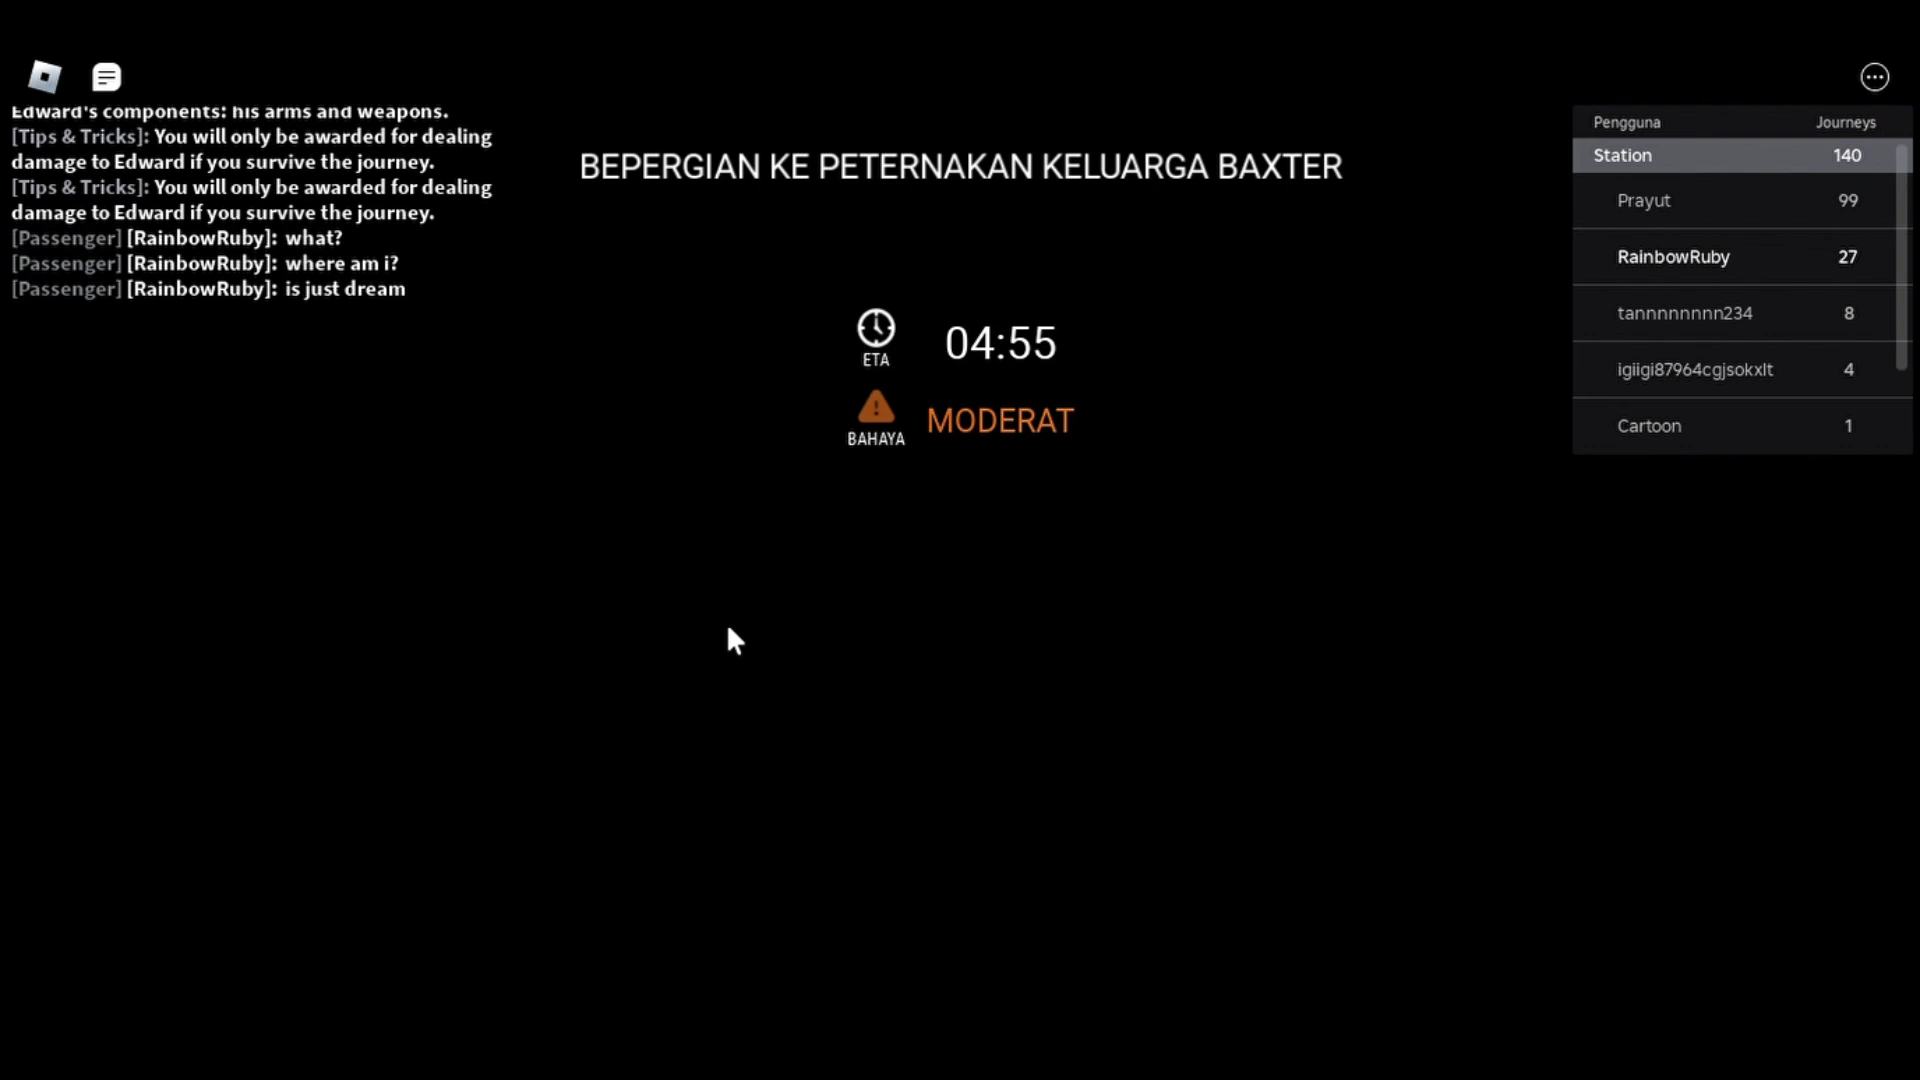 Edward's components: his arms and weapons.
[Tips & Tricks]: You will only be awarded for dealing
damage to Edward if you survive the journey.
[Tips & Tricks]: You will only be awarded for dealing
damage to Edward if you survive the journey.
[Passenger] [RainbowRuby]: what?
[Passenger] [RainbowRuby]: where am i?
[Passenger] [RainbowRuby]: is just dream
BEPERGIAN KE PETERNAKAN KELUARGA BAXTER
ETA 04:55
BAHAYA MODERAT
Pengguna Journeys
Station 140
Prayut 99
RainbowRuby 27
tannnnnnnn234 8
igiigi87964cgjsokxlt 4
Cartoon 1